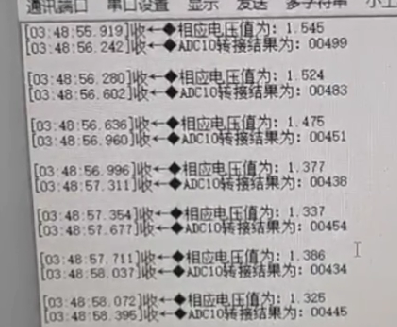 通讯端口 串口设置 显示 发送 多字符串 小工
[03:48:55.919]收←◆相应电压值为: 1.545
[03:48:56.242]收←◆ADC10转接结果为: 00499
[03:48:56.280]收←◆相应电压值为: 1.524
[03:48:56.602]收←◆ADC10转接结果为: 00483
[03:48:56.636]收←◆相应电压值为: 1.475
[03:48:56.960]收←◆ADC10转接结果为: 00451
[03:48:56.996]收←◆相应电压值为: 1.377
[03:48:57.311]收←◆ADC10转接结果为: 00438
[03:48:57.354]收←◆相应电压值为: 1.337
[03:48:57.677]收←◆ADC10转接结果为: 00454
[03:48:57.711]收←◆相应电压值为: 1.386
[03:48:58.037]收←◆ADC10转接结果为: 00434
[03:48:58.072]收←◆相应电压值为: 1.325
[03:48:58.395]收←◆ADC10转接结果为: 00445